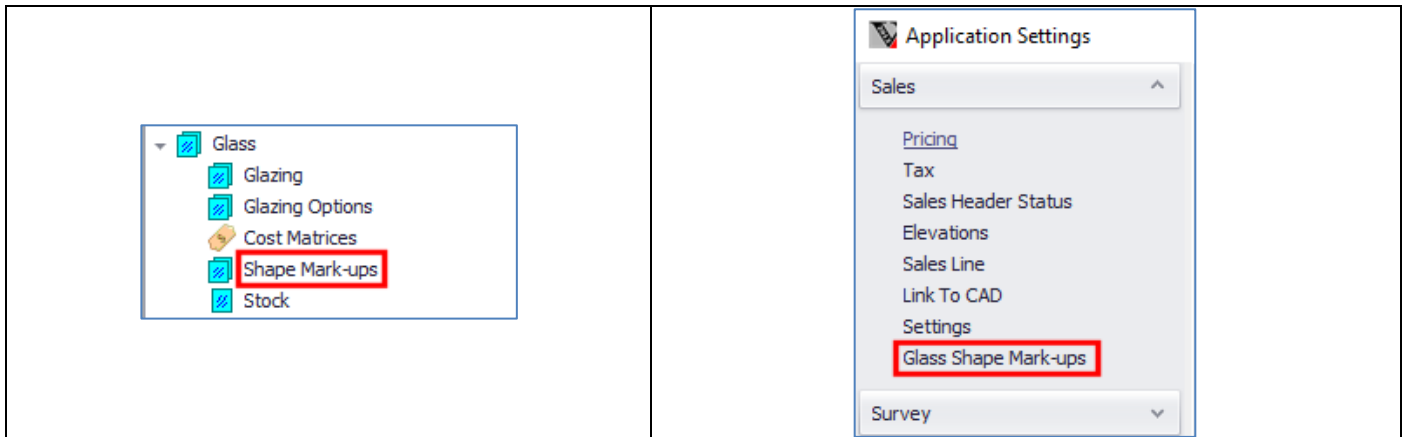 Glass
Glazing
Glazing Options
Cost Matrices
Shape Mark-ups
Stock
Application Settings
Sales
Pricing
Tax
Sales Header Status
Elevations
Sales Line
Link To CAD
Settings
Glass Shape Mark-ups
Survey